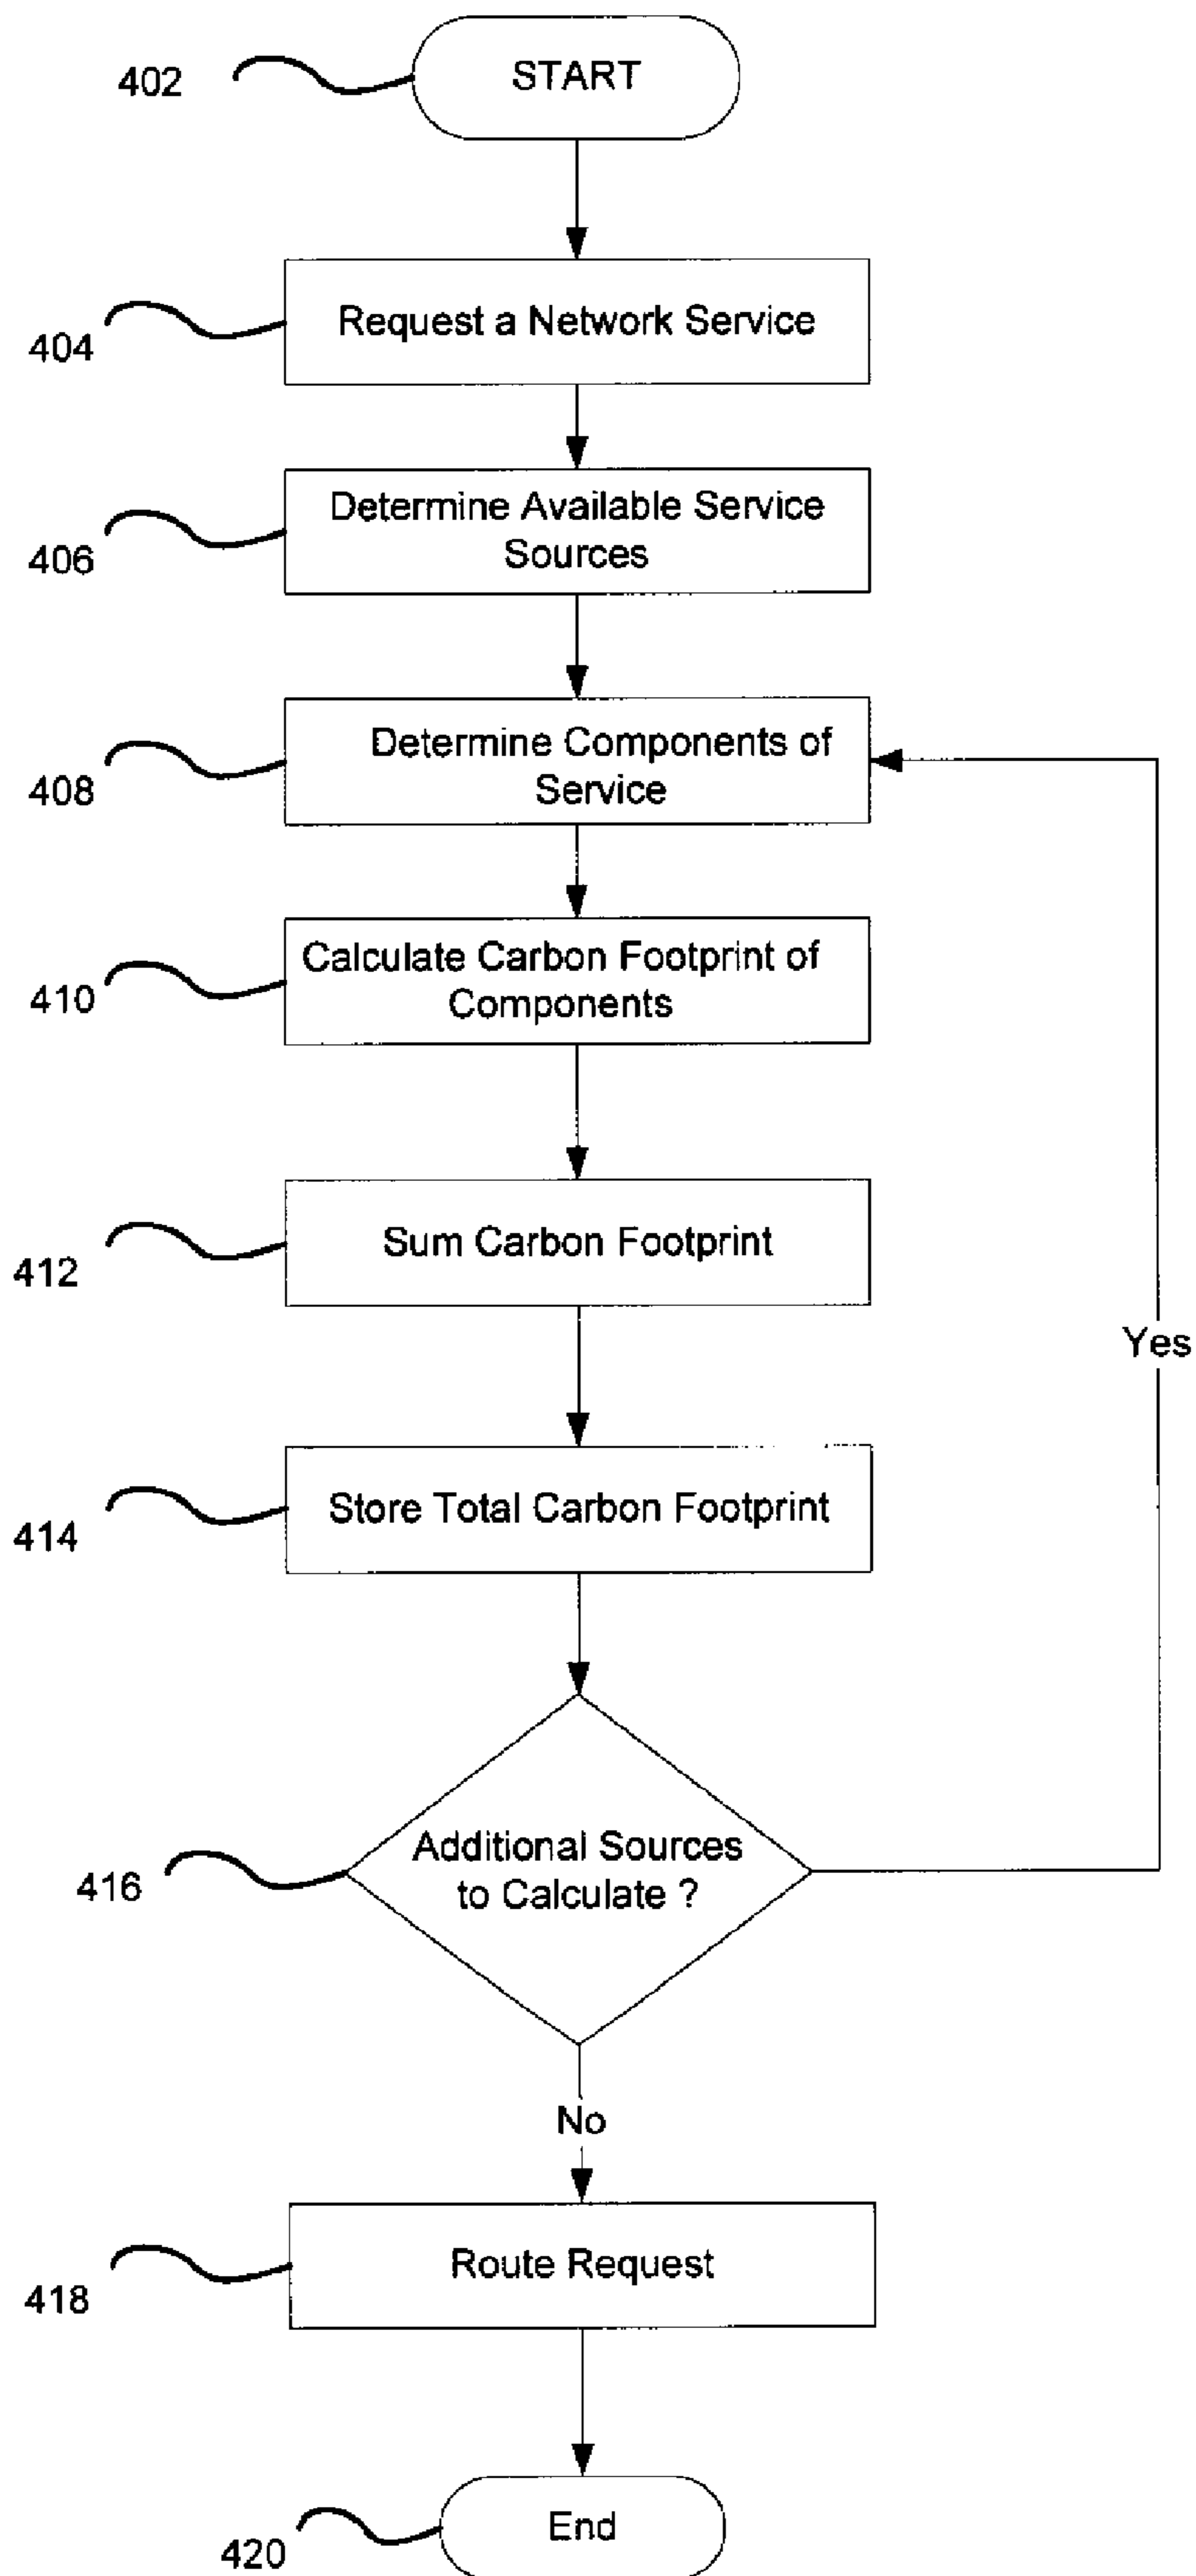 402
START
404
Request a Network Service
406
Determine Available Service
Sources
408
Determine Components of
Service
410
Calculate Carbon Footprint of
Components
412
Sum Carbon Footprint
Yes
414
Store Total Carbon Footprint
416
Additional Sources
to Calculate ?
No
418
Route Request
420
End